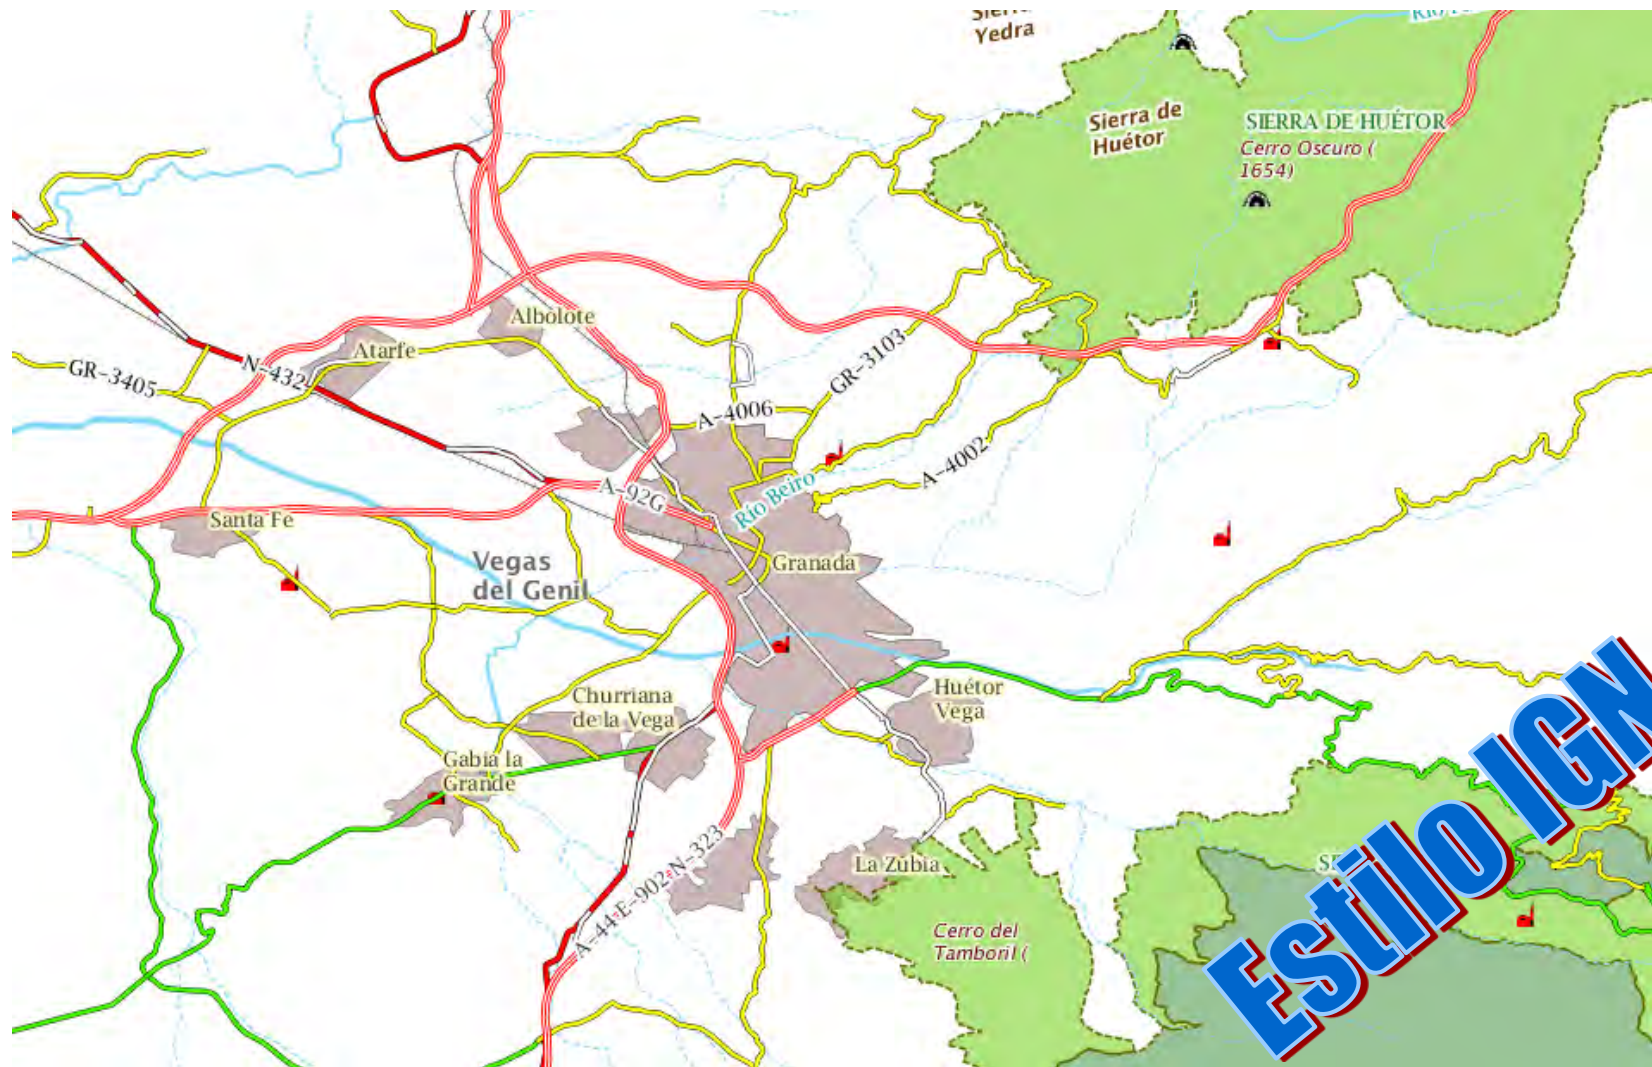 Yedra
Sierra de
Huétor
SIERRA DE HUÉTOR
Cerro Oscuro (
1654)
Albolote
Atarfe
N-432
GR-3405
GR-3103
A-4006
A-4002
A-92G
Río Beiro
Santa Fe
Vegas
del Genil
Granada
Churriana
de la Vega
Huétor
Vega
Gabia la
Grande
La Zubia
A-44-E-902-N-323
Cerro del
Tamboril (
Estilo IGN